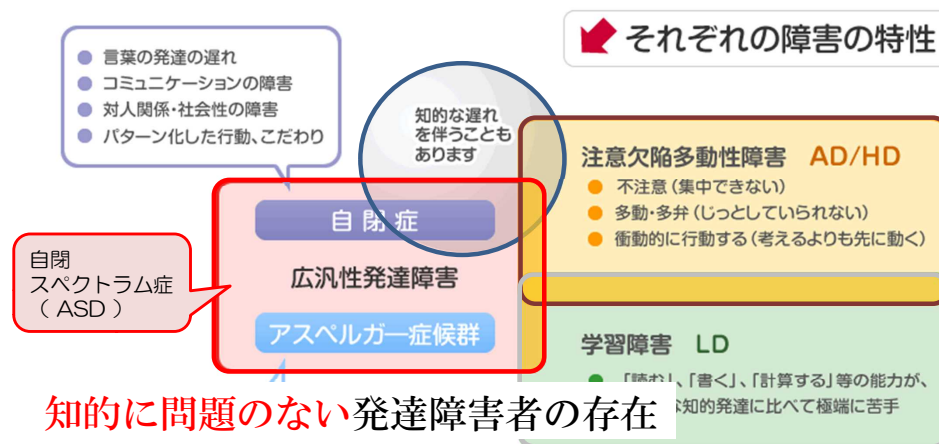 それぞれの障害の特性
● 言葉の発達の遅れ
● コミュニケーションの障害
● 対人関係・社会性の障害
● パターン化した行動、こだわり
知的な遅れ
を伴うことも
あります
注意欠陥多動性障害 AD/HD
● 不注意(集中できない)
● 多動・多弁(じっとしていられない)
● 衝動的に行動する(考えるよりも先に動く)
自閉症
広汎性発達障害
アスペルガー症候群
自閉
スペクトラム症
( ASD )
学習障害 LD
● 「読む」、「書く」、「計算する」等の能力が、
知的発達に比べて極端に苦手
知的に問題のない発達障害者の存在